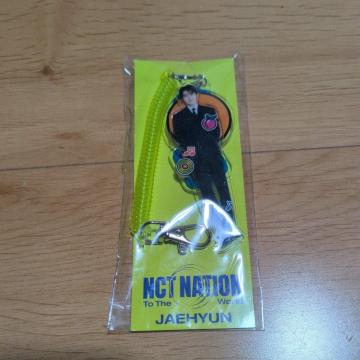 NCT NATION
To The World
JAEHYUN